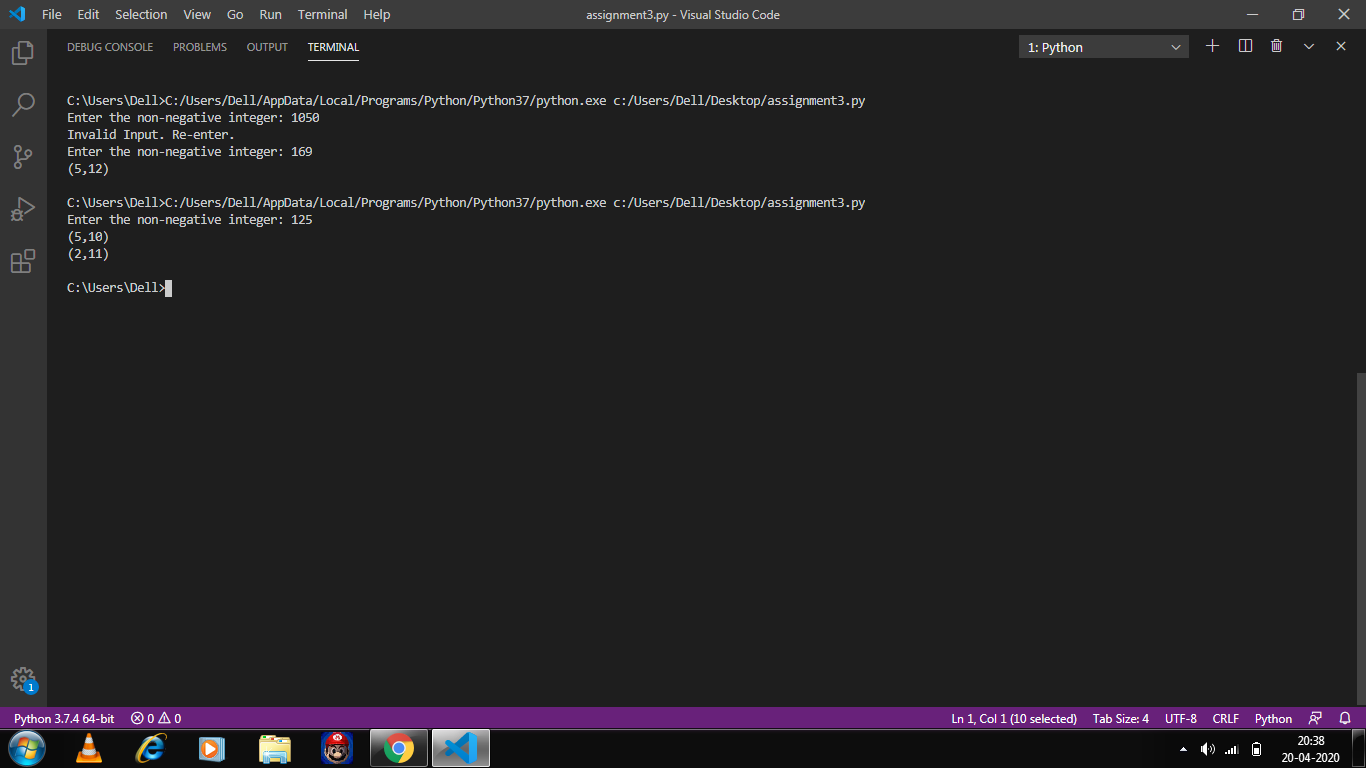 File Edit Selection View Go Run Terminal Help assignment3.py - Visual Studio Code
DEBUG CONSOLE PROBLEMS OUTPUT TERMINAL 1: Python
C:\Users\Dell>C:/Users/Dell/AppData/Local/Programs/Python/Python37/python.exe c:/Users/Dell/Desktop/assignment3.py
Enter the non-negative integer: 1050
Invalid Input. Re-enter.
Enter the non-negative integer: 169
(5,12)
C:\Users\Dell>C:/Users/Dell/AppData/Local/Programs/Python/Python37/python.exe c:/Users/Dell/Desktop/assignment3.py
Enter the non-negative integer: 125
(5,10)
(2,11)
C:\Users\Dell>
1
Python 3.7.4 64-bit 0 0 Ln 1, Col 1 (10 selected) Tab Size: 4 UTF-8 CRLF Python
20:38
20-04-2020